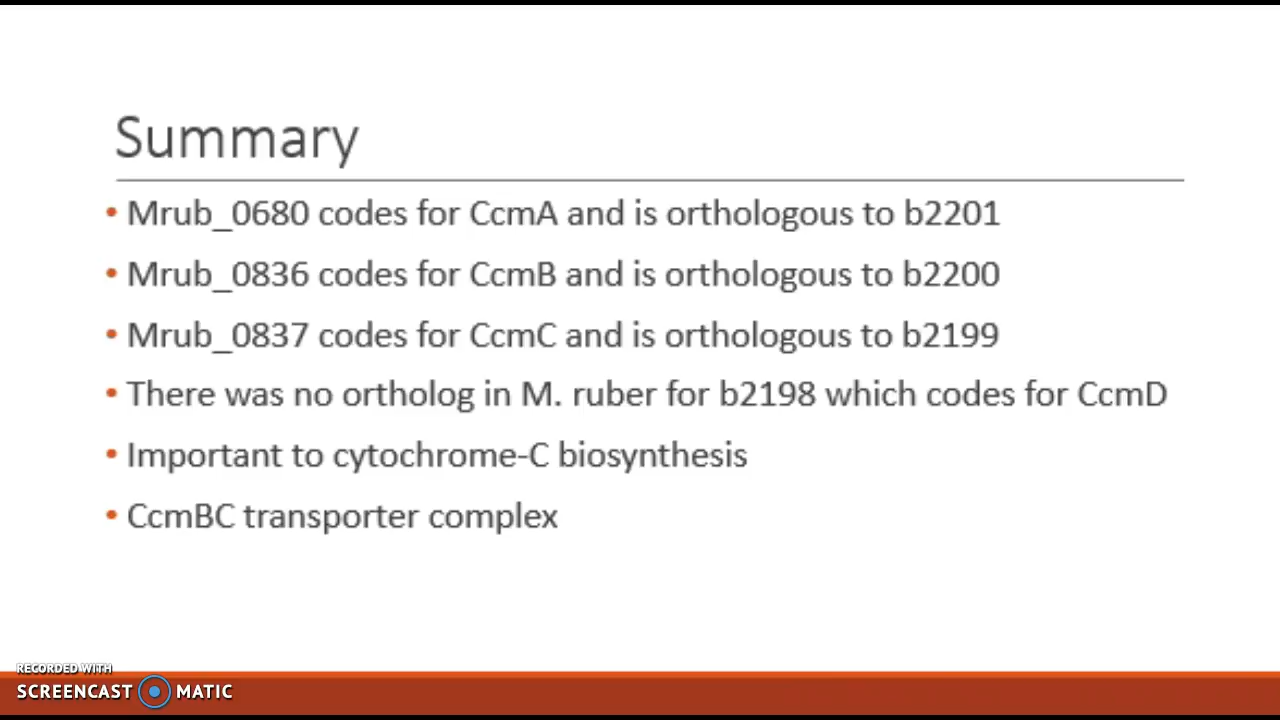 Summary
• Mrub_0680 codes for CcmA and is orthologous to b2201
• Mrub_0836 codes for CcmB and is orthologous to b2200
• Mrub_0837 codes for CcmC and is orthologous to b2199
• There was no ortholog in M. ruber for b2198 which codes for CcmD
• Important to cytochrome-C biosynthesis
• CcmBC transporter complex
RECORDED WITH
SCREENCAST MATIC